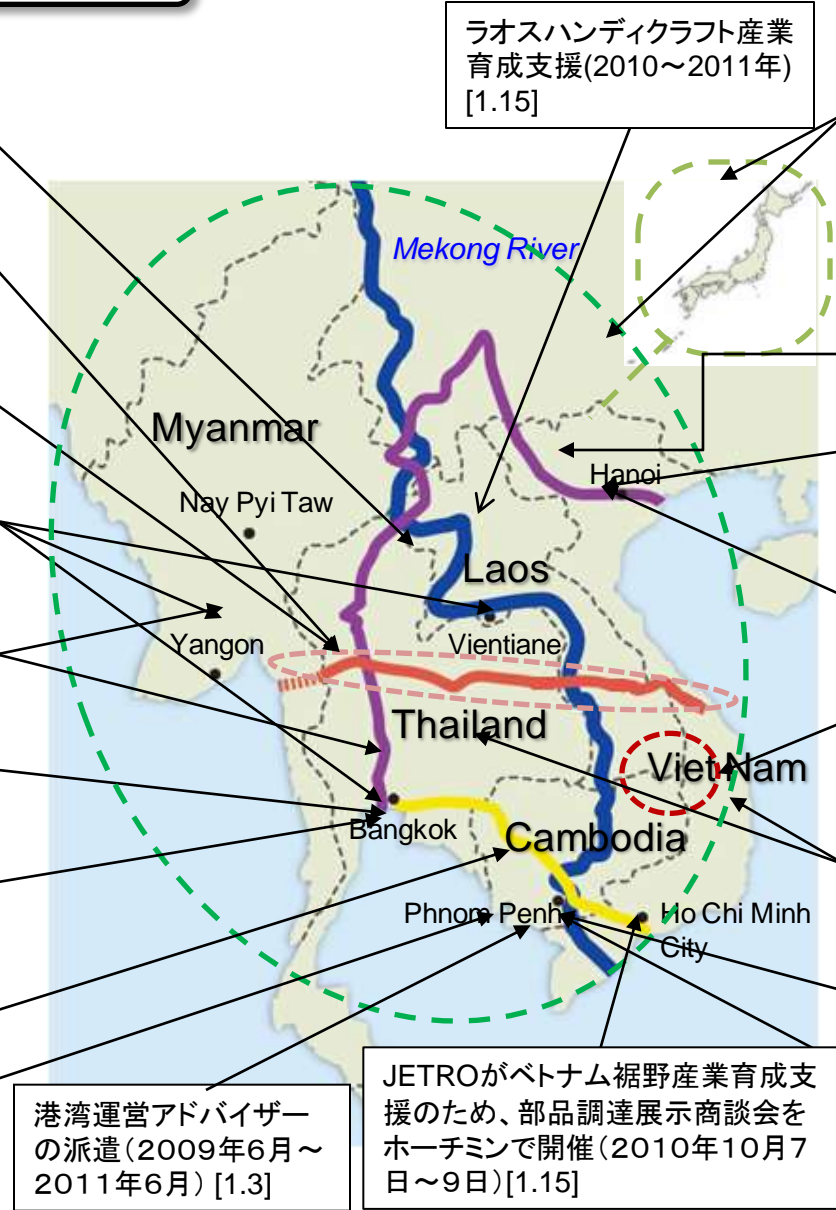 ラオスハンディクラフト産業
育成支援(2010～2011年)
[1.15]
Mekong River
Myanmar
Hanoi
Nay Pyi Taw
Laos
Yangon
Vientiane
Thailand
Viet Nam
Bangkok
Cambodia
Phnom Penh
Ho Chi Minh
City
港湾運営アドバイザー
の派遣（２００９年６月～
２０１１年６月） [1.3]
JETROがベトナム裾野産業育成支
援のため、部品調達展示商談会を
ホーチミンで開催（２０１０年１０月７
日～９日）[1.15]